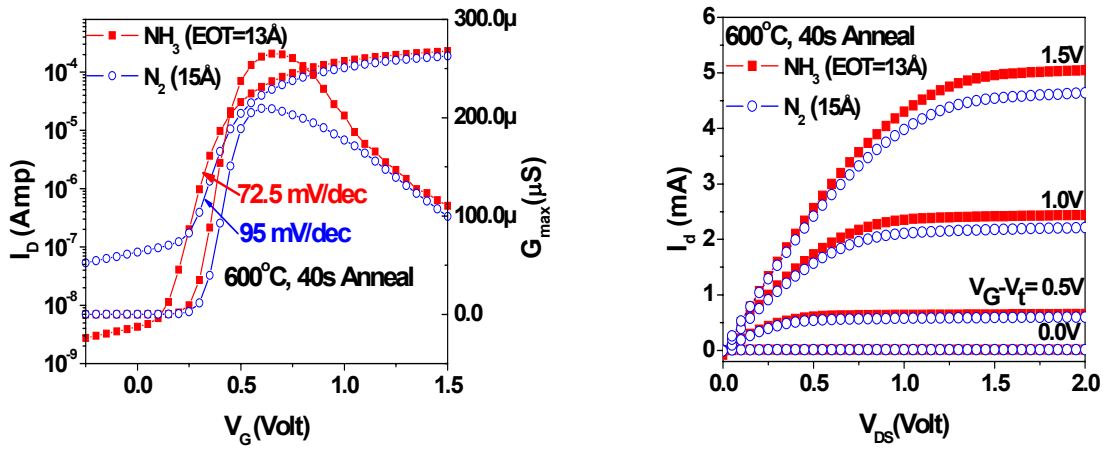 NH3 (EOT=13Å)
N2 (15Å)
72.5 mV/dec
95 mV/dec
600°C, 40s Anneal
10^-4
10^-5
10^-6
10^-7
10^-8
10^-9
ID (Amp)
300.0µ
200.0µ
100.0µ
0.0
Gmax (µS)
0.0 0.5 1.0 1.5
VG (Volt)
600°C, 40s Anneal
NH3 (EOT=13Å)
N2 (15Å)
1.5V
1.0V
VG-Vt= 0.5V
0.0V
6
5
4
3
2
1
0
Id (mA)
0.0 0.5 1.0 1.5 2.0
VDS (Volt)